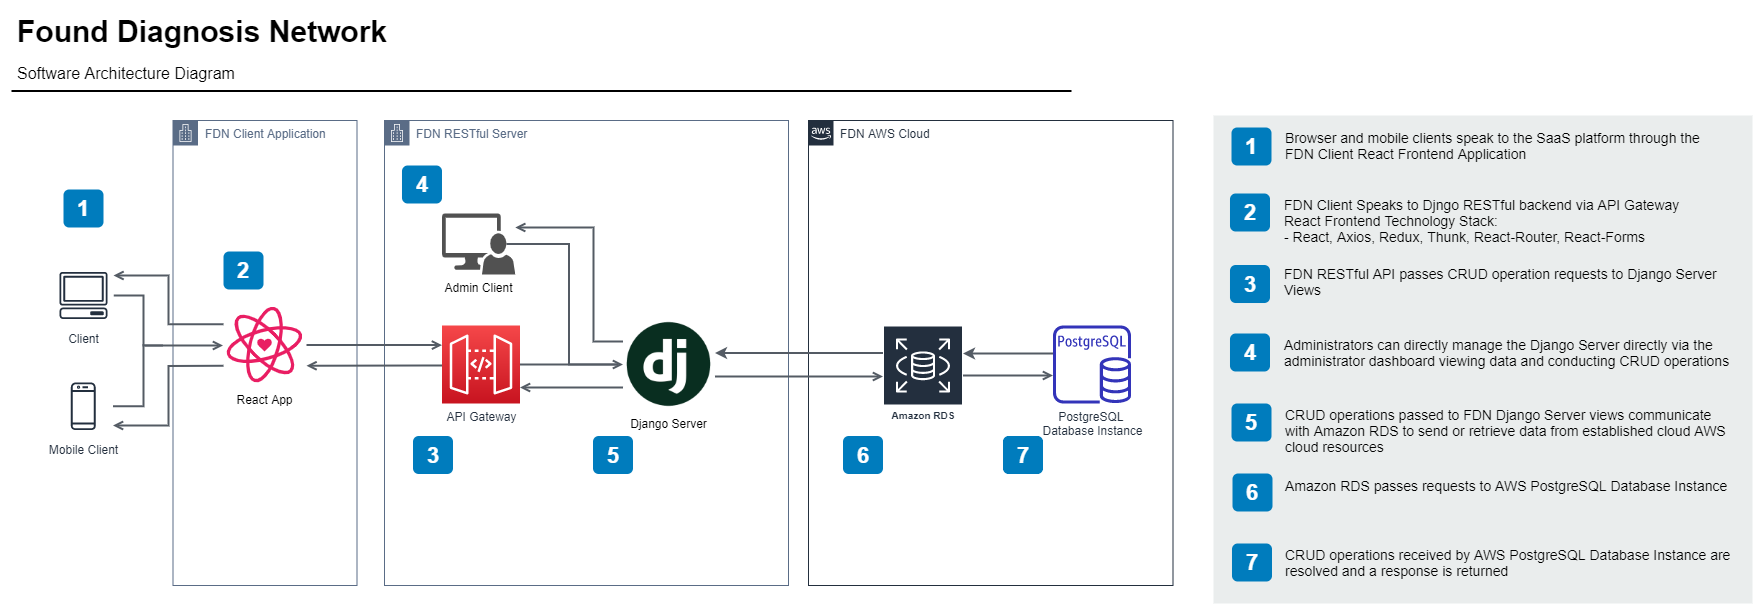 Found Diagnosis Network
Software Architecture Diagram
FDN Client Application
FDN RESTful Server
aws
FDN AWS Cloud
1
Client
Mobile Client
2
React App
4
Admin Client
API Gateway
3
dj
Django Server
5
Amazon RDS
6
PostgreSQL
PostgreSQL
Database Instance
7
1
Browser and mobile clients speak to the SaaS platform through the
FDN Client React Frontend Application
2
FDN Client Speaks to Djngo RESTful backend via API Gateway
React Frontend Technology Stack:
- React, Axios, Redux, Thunk, React-Router, React-Forms
3
FDN RESTful API passes CRUD operation requests to Django Server
Views
4
Administrators can directly manage the Django Server directly via the
administrator dashboard viewing data and conducting CRUD operations
5
CRUD operations passed to FDN Django Server views communicate
with Amazon RDS to send or retrieve data from established cloud AWS
cloud resources
6
Amazon RDS passes requests to AWS PostgreSQL Database Instance
7
CRUD operations received by AWS PostgreSQL Database Instance are
resolved and a response is returned